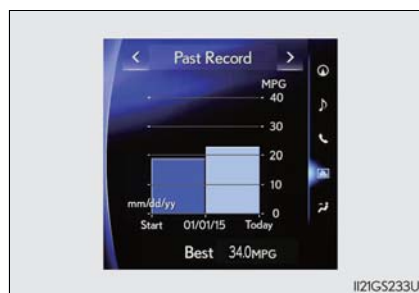 < Past Record >
MPG
40
30
20
10
0
mm/dd/yy
Start 01/01/15 Today
Best 34.0MPG
II21GS233U